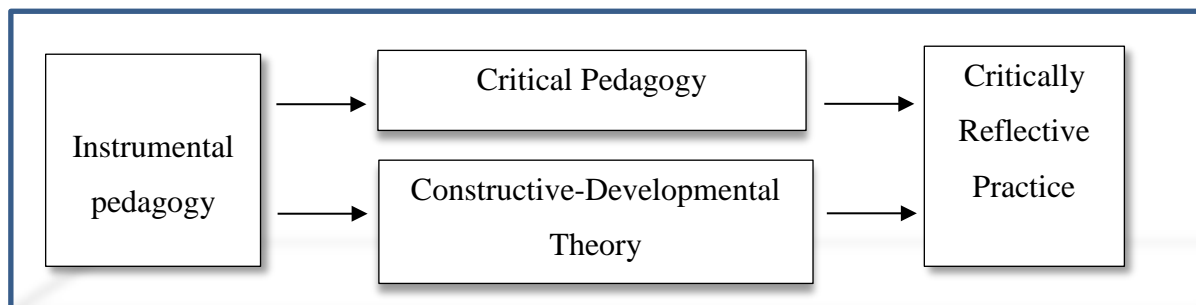 Instrumental
pedagogy
Critical Pedagogy
Constructive-Developmental
Theory
Critically
Reflective
Practice